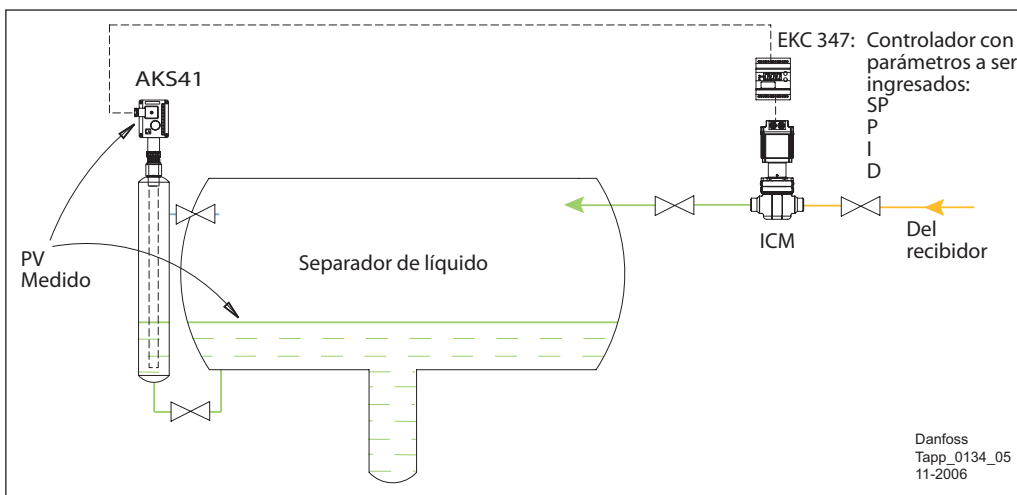 EKC 347: Controlador con
parámetros a ser
ingresados:
SP
P
I
D
AKS41
ICM
Del
recibidor
PV
Medido
Separador de líquido
Danfoss
Tapp_0134_05
11-2006